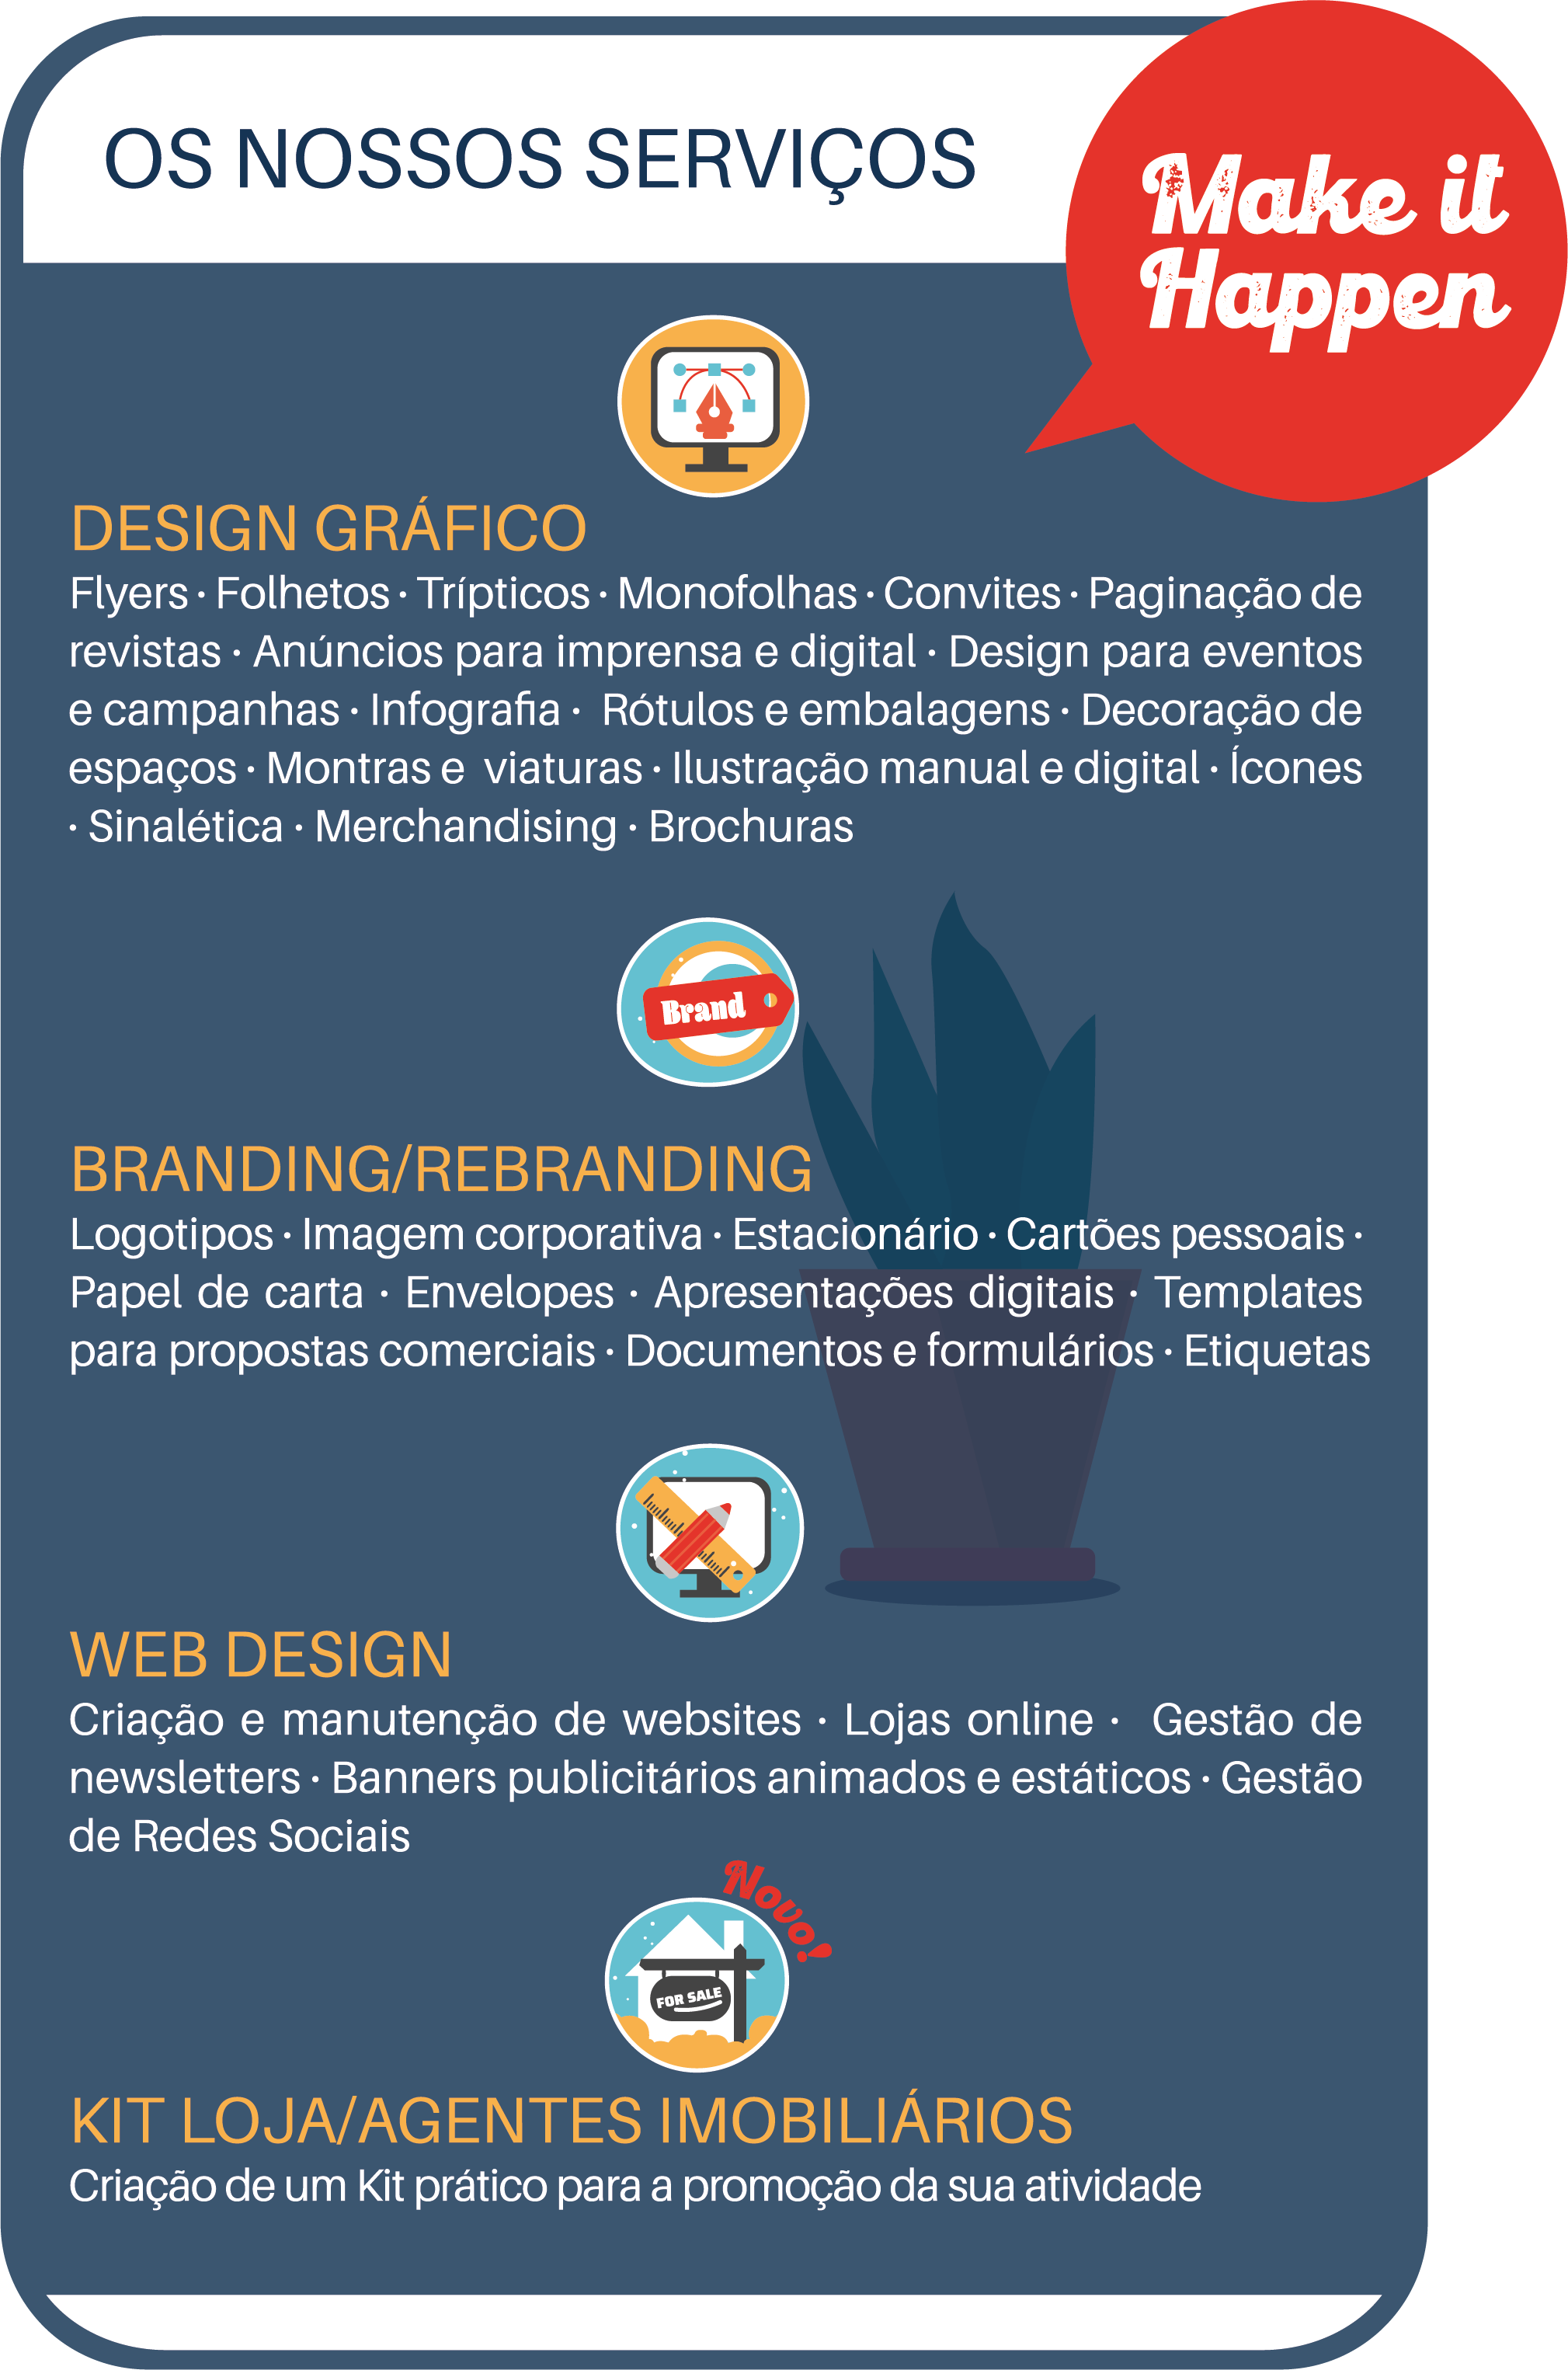 OS NOSSOS SERVIÇOS
Make it
Happen
DESIGN GRÁFICO
Flyers · Folhetos · Trípticos · Monofolhas · Convites · Paginação de
revistas · Anúncios para imprensa e digital · Design para eventos
e campanhas · Infografia · Rótulos e embalagens · Decoração de
espaços · Montras e viaturas · Ilustração manual e digital · Ícones
· Sinalética · Merchandising · Brochuras
Brand
BRANDING/REBRANDING
Logotipos · Imagem corporativa · Estacionário · Cartões pessoais ·
Papel de carta · Envelopes · Apresentações digitais · Templates
para propostas comerciais · Documentos e formulários · Etiquetas
WEB DESIGN
Criação e manutenção de websites · Lojas online · Gestão de
newsletters · Banners publicitários animados e estáticos · Gestão
de Redes Sociais
Novo!
FOR SALE
KIT LOJA/AGENTES IMOBILIÁRIOS
Criação de um Kit prático para a promoção da sua atividade